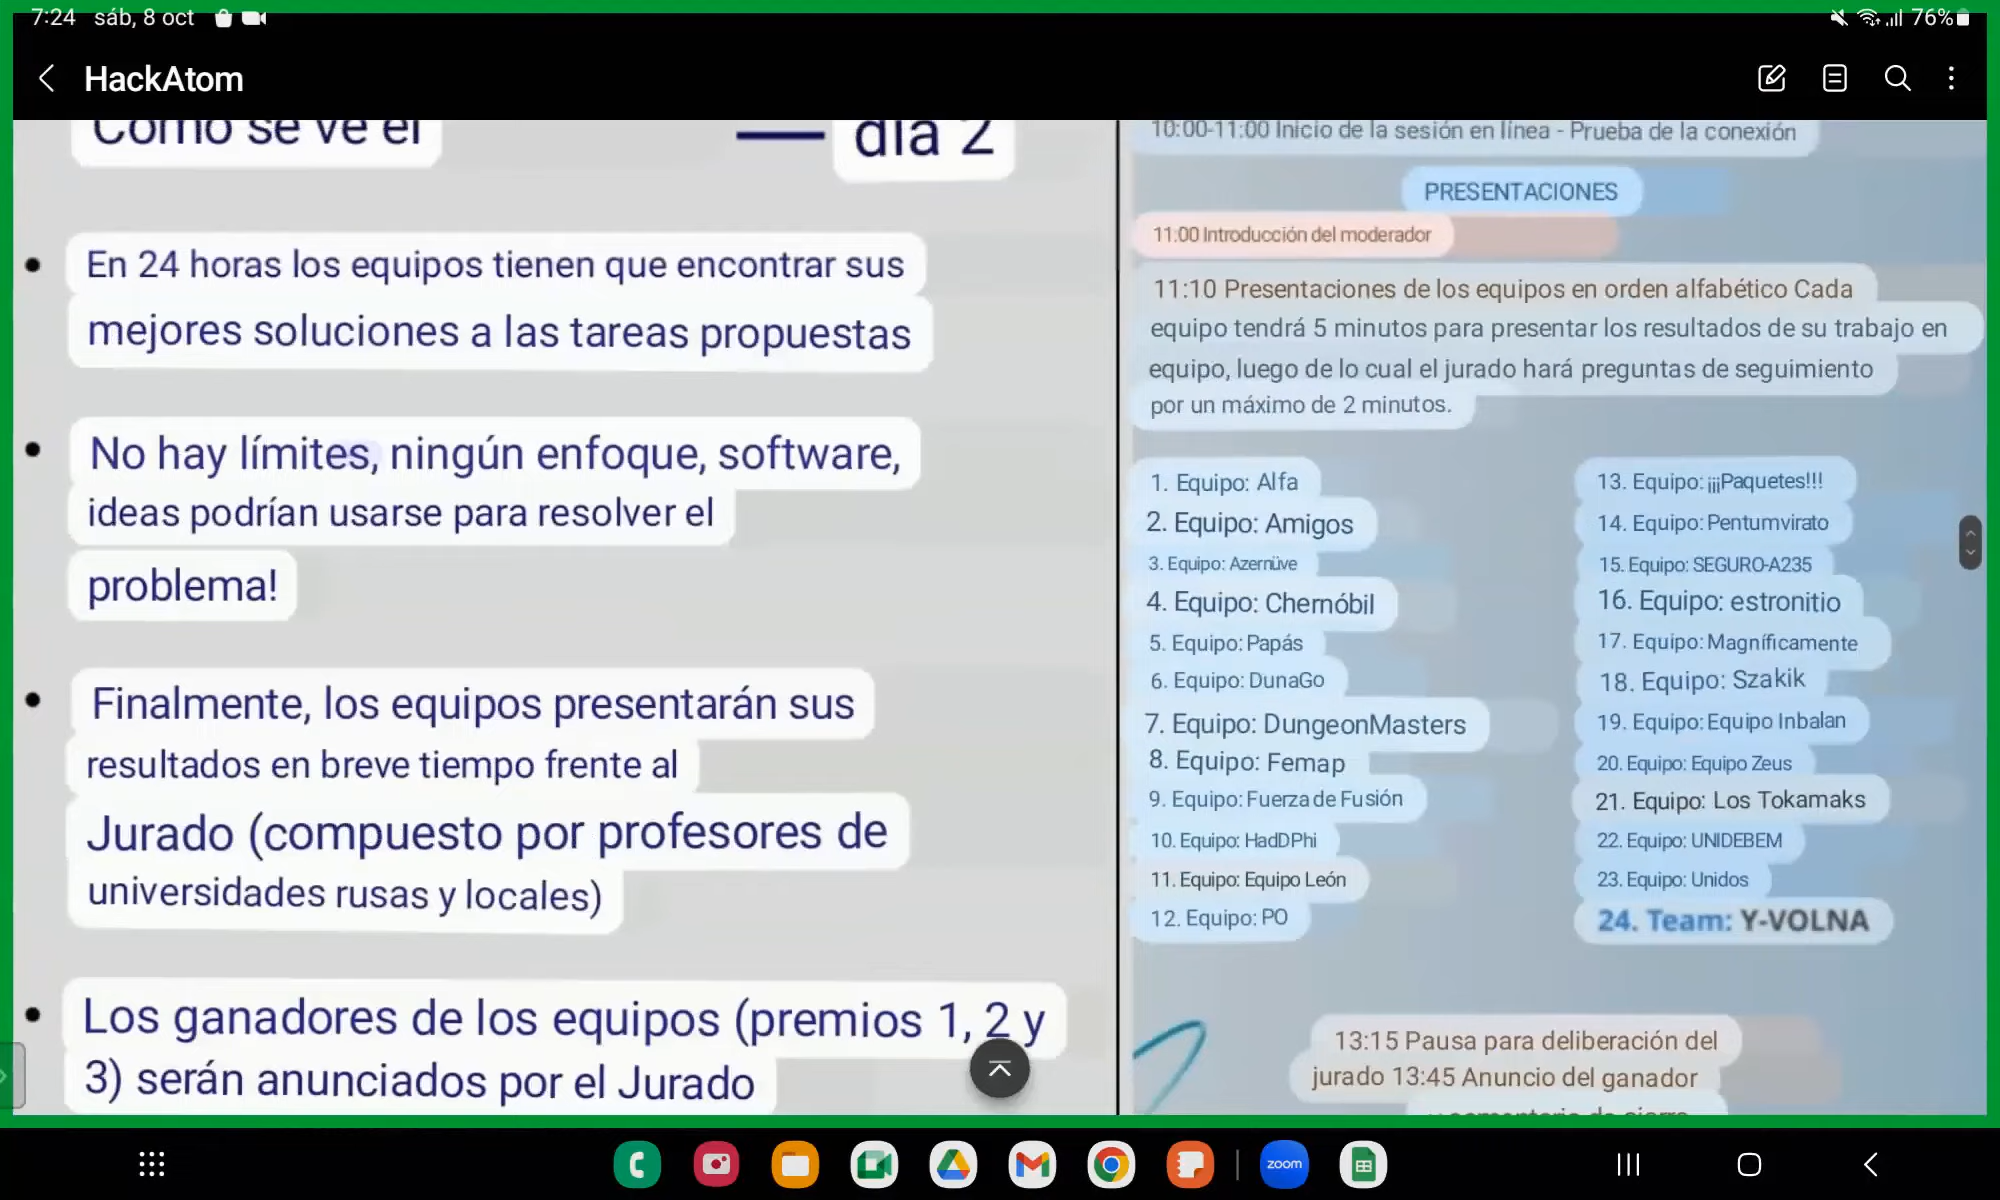 7:24 sáb, 8 oct
76%
HackAtom
Cómo se ve el
día 2
En 24 horas los equipos tienen que encontrar sus
mejores soluciones a las tareas propuestas
No hay límites, ningún enfoque, software,
ideas podrían usarse para resolver el
problema!
Finalmente, los equipos presentarán sus
resultados en breve tiempo frente al
Jurado (compuesto por profesores de
universidades rusas y locales)
Los ganadores de los equipos (premios 1, 2 y
3) serán anunciados por el Jurado
10:00-11:00 Inicio de la sesión en línea - Prueba de la conexión
PRESENTACIONES
11:00 Introducción del moderador
11:10 Presentaciones de los equipos en orden alfabético Cada
equipo tendrá 5 minutos para presentar los resultados de su trabajo en
equipo, luego de lo cual el jurado hará preguntas de seguimiento
por un máximo de 2 minutos.
1. Equipo: Alfa
2. Equipo: Amigos
3. Equipo: Azernüve
4. Equipo: Chernóbil
5. Equipo: Papás
6. Equipo: DunaGo
7. Equipo: DungeonMasters
8. Equipo: Femap
9. Equipo: Fuerza de Fusión
10. Equipo: HadDPhi
11. Equipo: Equipo León
12. Equipo: PO
13. Equipo: ¡¡¡Paquetes!!!
14. Equipo: Pentumvirato
15. Equipo: SEGURO-A235
16. Equipo: estronitio
17. Equipo: Magníficamente
18. Equipo: Szakik
19. Equipo: Equipo Inbalan
20. Equipo: Equipo Zeus
21. Equipo: Los Tokamaks
22. Equipo: UNIDEBEM
23. Equipo: Unidos
24. Team: Y-VOLNA
13:15 Pausa para deliberación del
jurado 13:45 Anuncio del ganador
y comentario de cierre
zoom